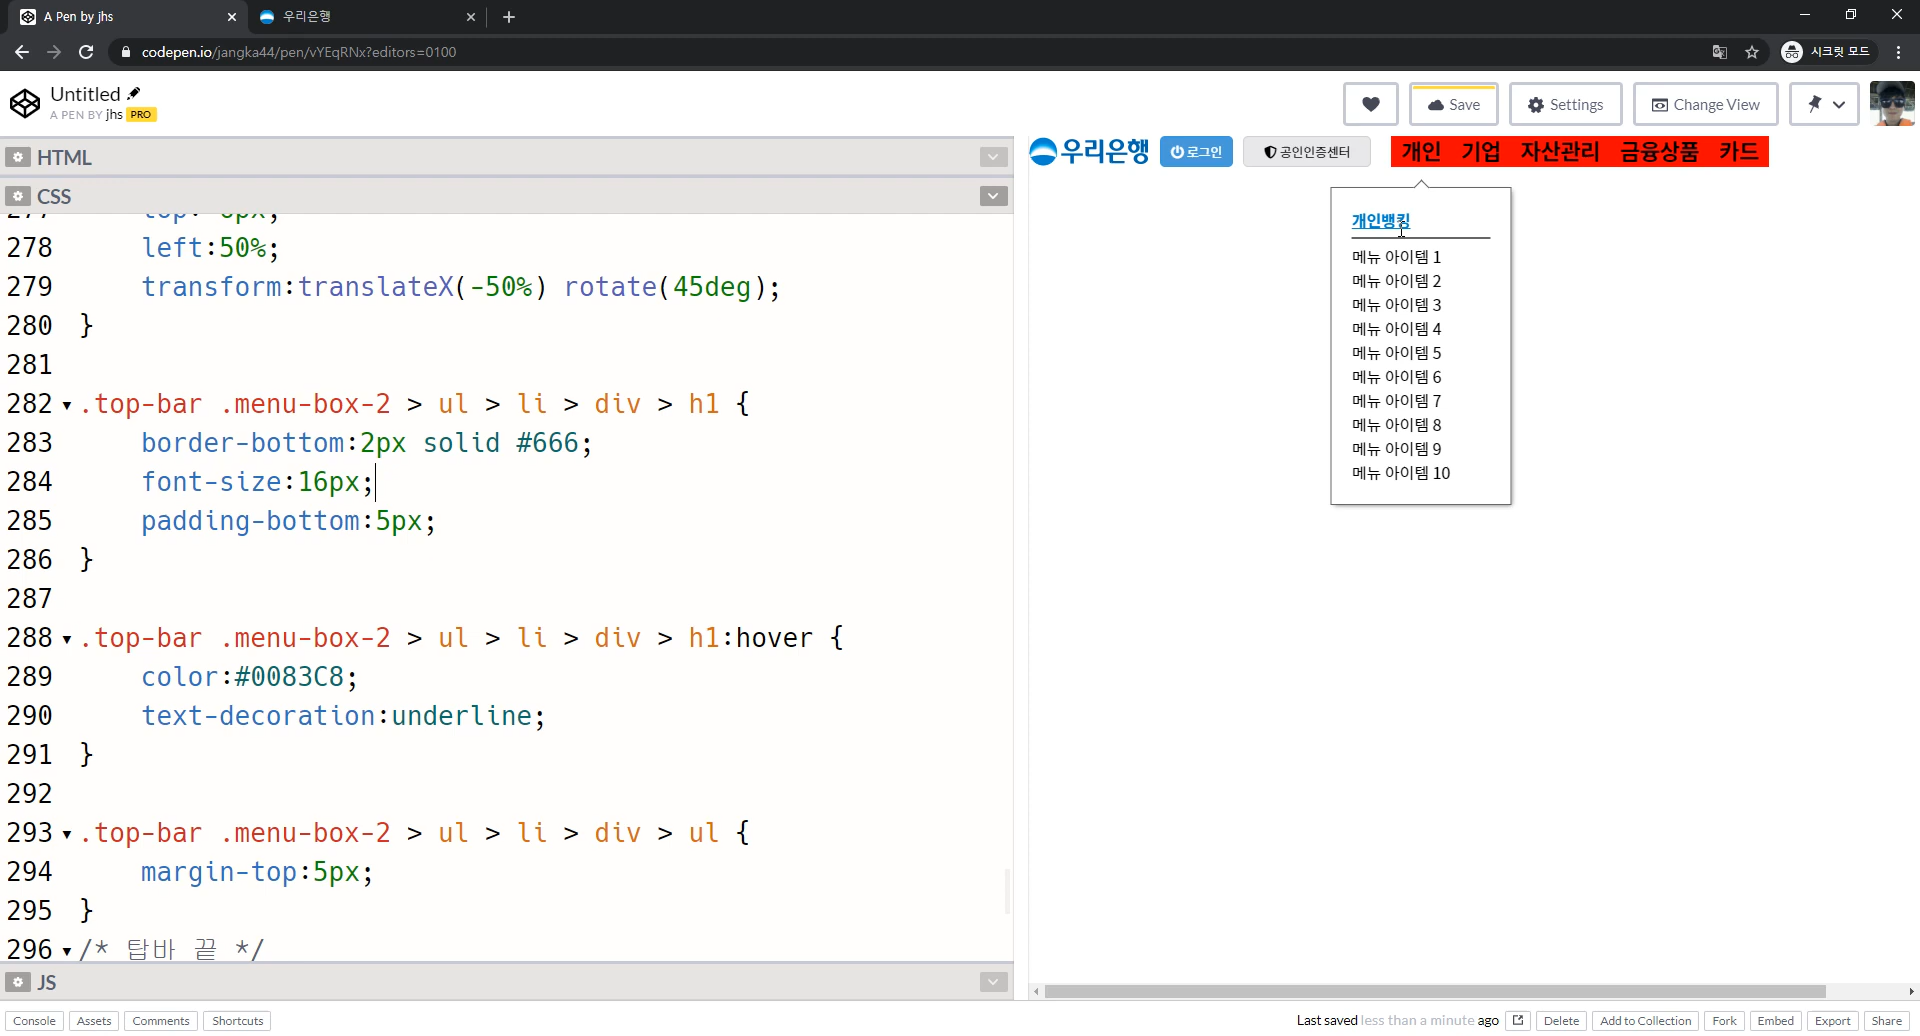 A Pen by jhs
우리은행
codepen.io/jangka44/pen/vYEqRNx?editors=0100
시크릿 모드
Untitled
A PEN BY jhs PRO
Save
Settings
Change View
HTML
CSS
278 left:50%;
279 transform:translateX(-50%) rotate(45deg);
280 }
281
282 .top-bar .menu-box-2 > ul > li > div > h1 {
283 border-bottom:2px solid #666;
284 font-size:16px;
285 padding-bottom:5px;
286 }
287
288 .top-bar .menu-box-2 > ul > li > div > h1:hover {
289 color:#0083C8;
290 text-decoration:underline;
291 }
292
293 .top-bar .menu-box-2 > ul > li > div > ul {
294 margin-top:5px;
295 }
296 /* 탑바 끝 */
JS
우리은행 로그인 공인인증센터 개인 기업 자산관리 금융상품 카드
개인뱅킹
메뉴 아이템 1
메뉴 아이템 2
메뉴 아이템 3
메뉴 아이템 4
메뉴 아이템 5
메뉴 아이템 6
메뉴 아이템 7
메뉴 아이템 8
메뉴 아이템 9
메뉴 아이템 10
Console Assets Comments Shortcuts
Last saved less than a minute ago Delete Add to Collection Fork Embed Export Share